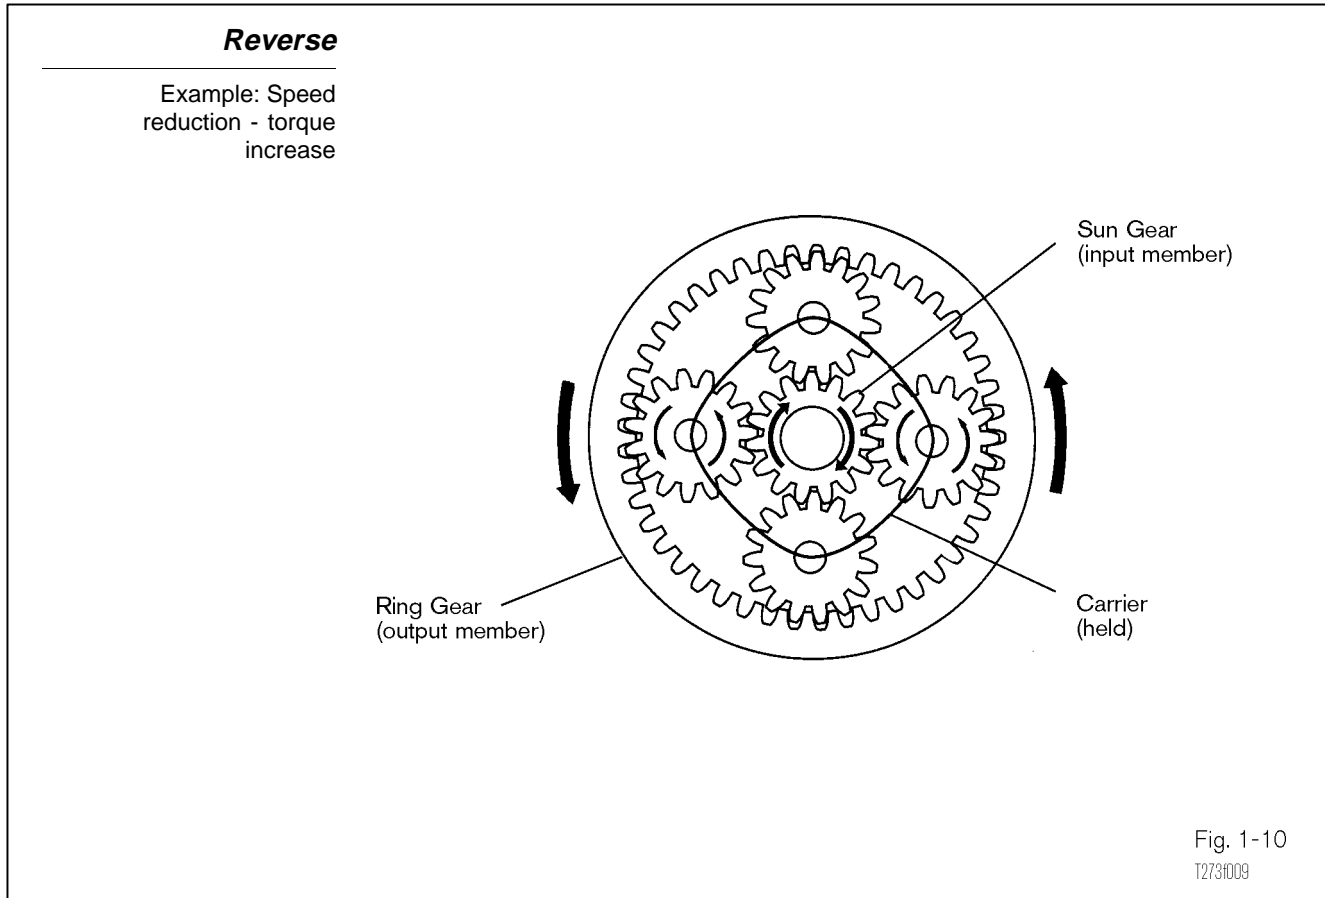 Reverse
Example: Speed
reduction - torque
increase
Sun Gear
(input member)
Ring Gear
(output member)
Carrier
(held)
Fig. 1-10
T273f009